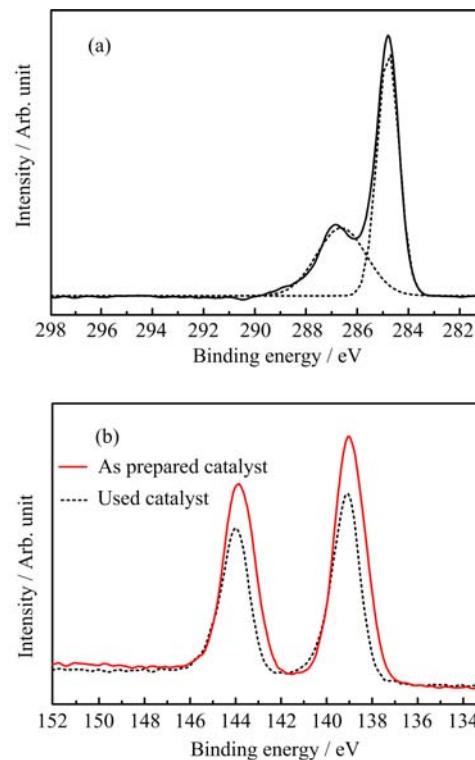 (a)
Intensity / Arb. unit
298 296 294 292 290 288 286 284 282
Binding energy / eV
(b)
As prepared catalyst
Used catalyst
Intensity / Arb. unit
152 150 148 146 144 142 140 138 136 134
Binding energy / eV